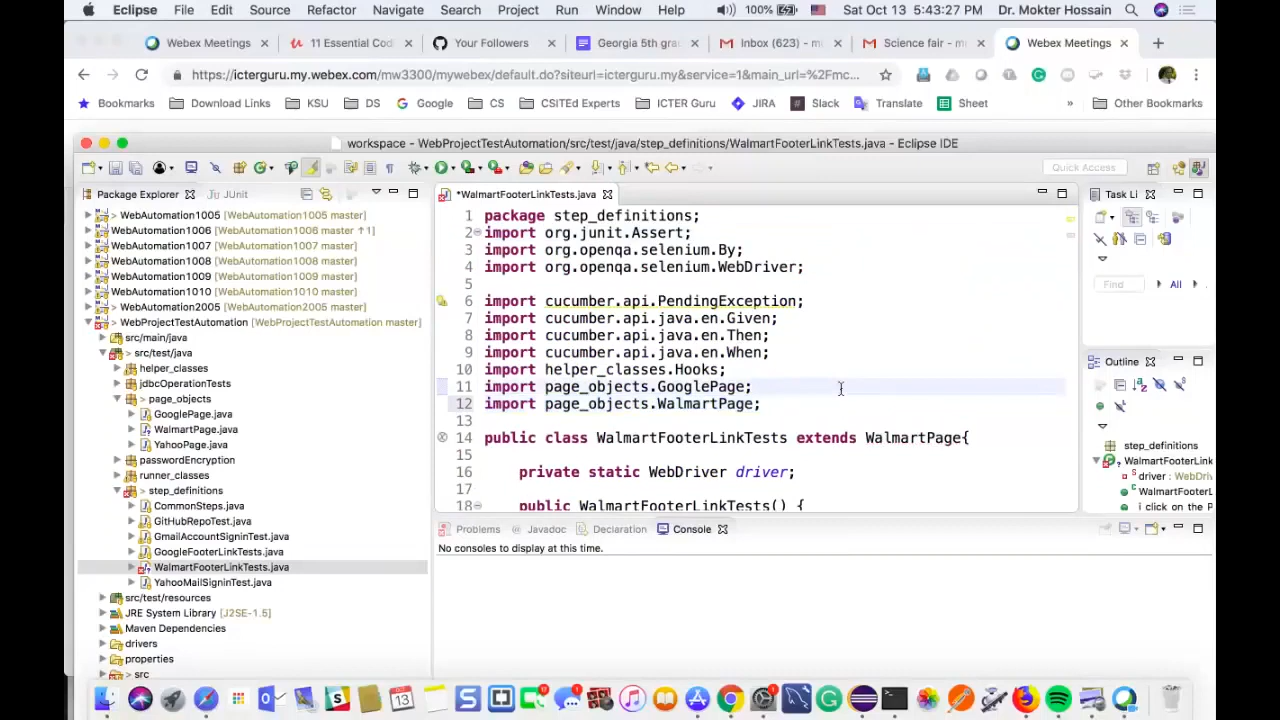 Eclipse File Edit Source Refactor Navigate Search Project Run Window Help 100% Sat Oct 13 5:43:27 PM Dr. Mokter Hossain
Webex Meetings 11 Essential Cod Your Followers Georgia 5th grad Inbox (623) - m Science fair - m Webex Meetings
https://icterguru.my.webex.com/mw3300/mywebex/default.do?siteurl=icterguru.my&service=1&main_url=%2Fmc...
Bookmarks Download Links KSU DS Google CS CSITEd Experts ICTER Guru JIRA Slack Translate Sheet » Other Bookmarks
workspace - WebProjectTestAutomation/src/test/java/step_definitions/WalmartFooterLinkTests.java - Eclipse IDE
Quick Access
Package Explorer JUnit
*WalmartFooterLinkTests.java
Task Li
> WebAutomation1005 [WebAutomation1005 master]
WebAutomation1006 [WebAutomation1006 master ↑1]
WebAutomation1007 [WebAutomation1007 master]
WebAutomation1008 [WebAutomation1008 master]
WebAutomation1009 [WebAutomation1009 master]
WebAutomation1010 [WebAutomation1010 master]
> WebAutomation2005 [WebAutomation2005 master]
> WebProjectTestAutomation [WebProjectTestAutomation master]
src/main/java
> src/test/java
helper_classes
jdbcOperationTests
> page_objects
GooglePage.java
WalmartPage.java
YahooPage.java
passwordEncryption
runner_classes
> step_definitions
CommonSteps.java
GitHubRepoTest.java
GmailAccountSigninTest.java
GoogleFooterLinkTests.java
WalmartFooterLinkTests.java
YahooMailSigninTest.java
src/test/resources
JRE System Library [J2SE-1.5]
Maven Dependencies
drivers
properties
> src
1 package step_definitions;
2 import org.junit.Assert;
3 import org.openqa.selenium.By;
4 import org.openqa.selenium.WebDriver;
5
6 import cucumber.api.PendingException;
7 import cucumber.api.java.en.Given;
8 import cucumber.api.java.en.Then;
9 import cucumber.api.java.en.When;
10 import helper_classes.Hooks;
11 import page_objects.GooglePage;
12 import page_objects.WalmartPage;
13
14 public class WalmartFooterLinkTests extends WalmartPage{
15
16 private static WebDriver driver;
17
18 public WalmartFooterLinkTests() {
Find All
Outline
step_definitions
WalmartFooterLink
driver : WebDri
WalmartFooterL
i click on the P
Problems Javadoc Declaration Console
No consoles to display at this time.